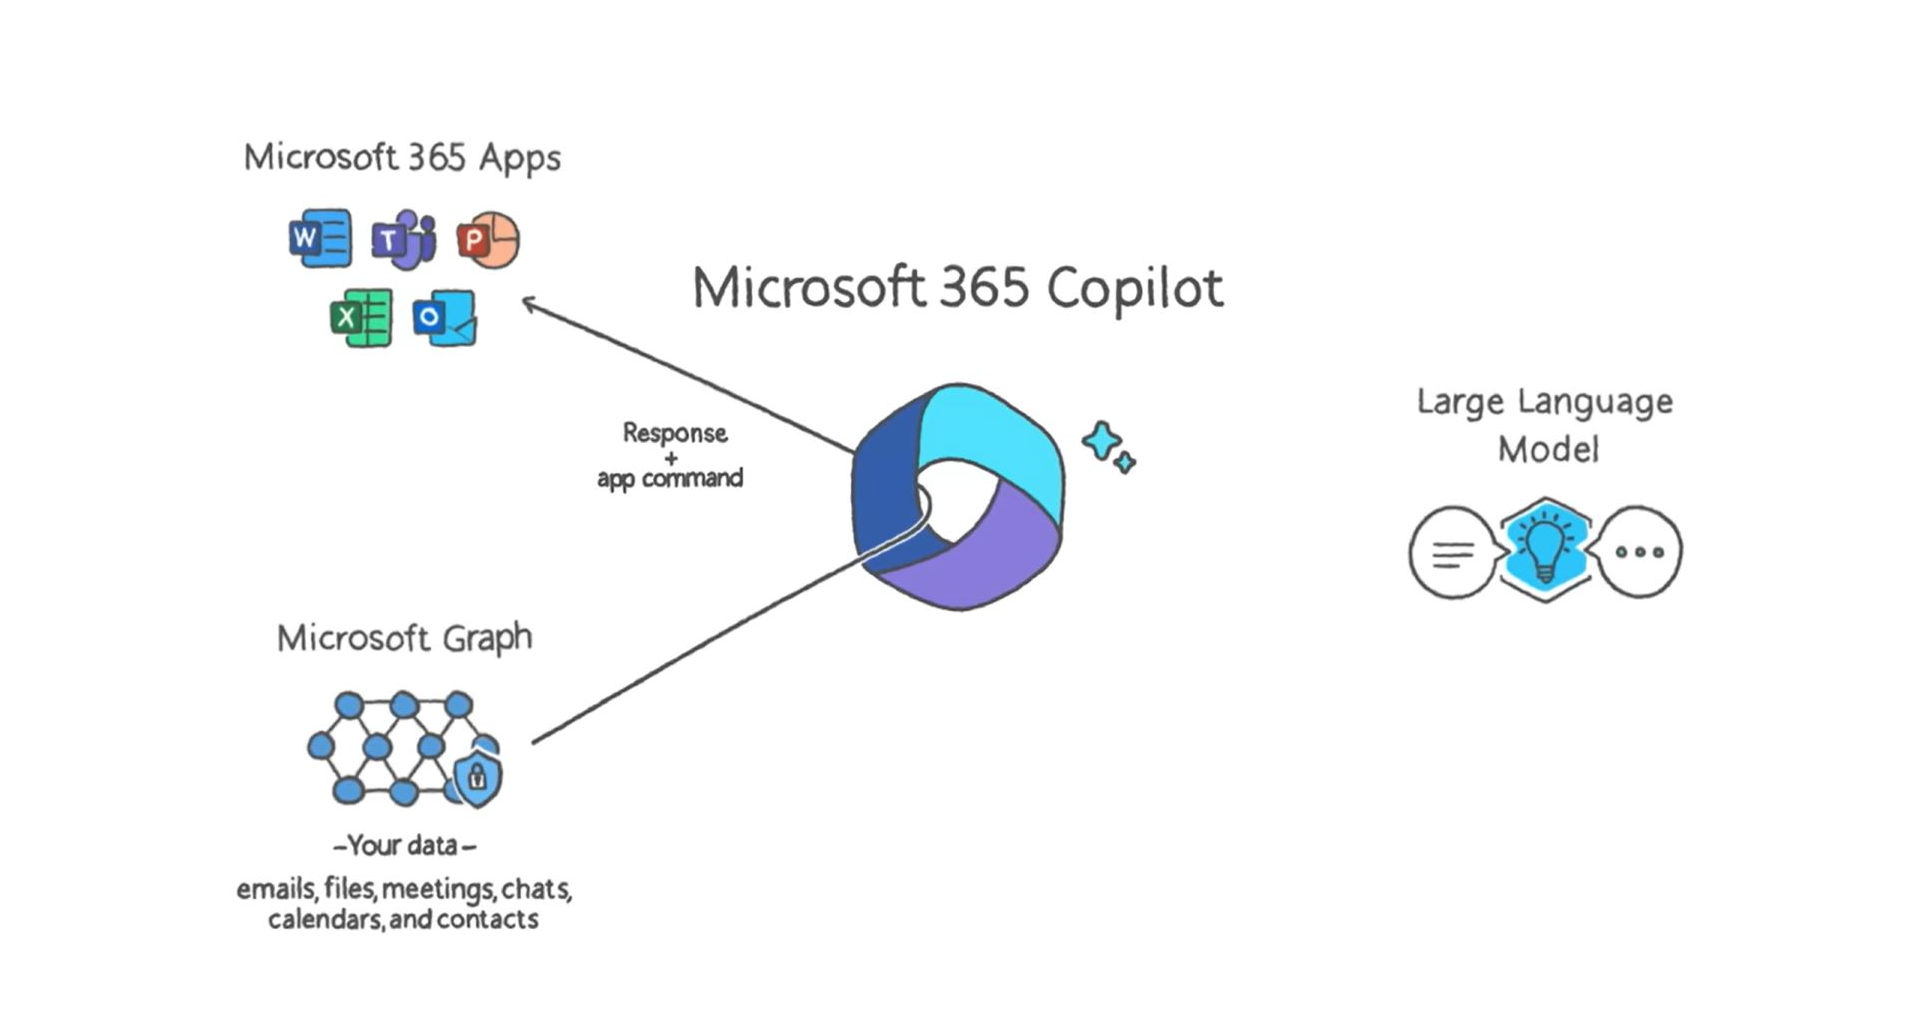 Microsoft 365 Apps
W
T
P
X
O
Microsoft 365 Copilot
Response
+
app command
Large Language
Model
Microsoft Graph
-Your data-
emails, files, meetings, chats,
calendars, and contacts